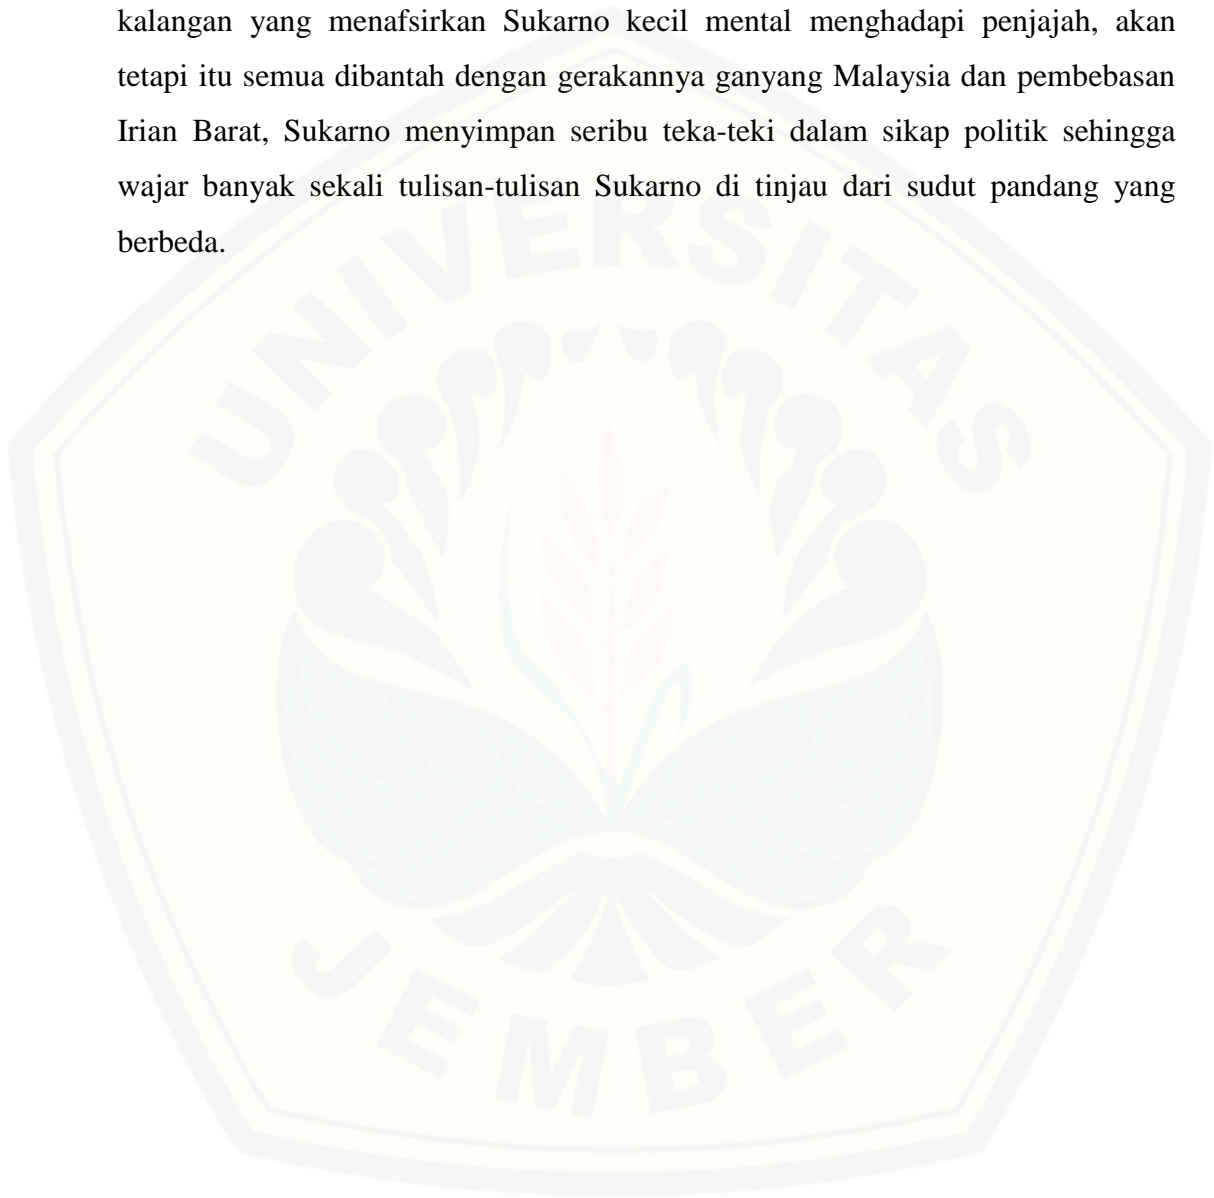 kalangan yang menafsirkan Sukarno kecil mental menghadapi penjajah, akan
tetapi itu semua dibantah dengan gerakannya ganyang Malaysia dan pembebasan
Irian Barat, Sukarno menyimpan seribu teka-teki dalam sikap politik sehingga
wajar banyak sekali tulisan-tulisan Sukarno di tinjau dari sudut pandang yang
berbeda.
UNIVERSITAS
JEMBER